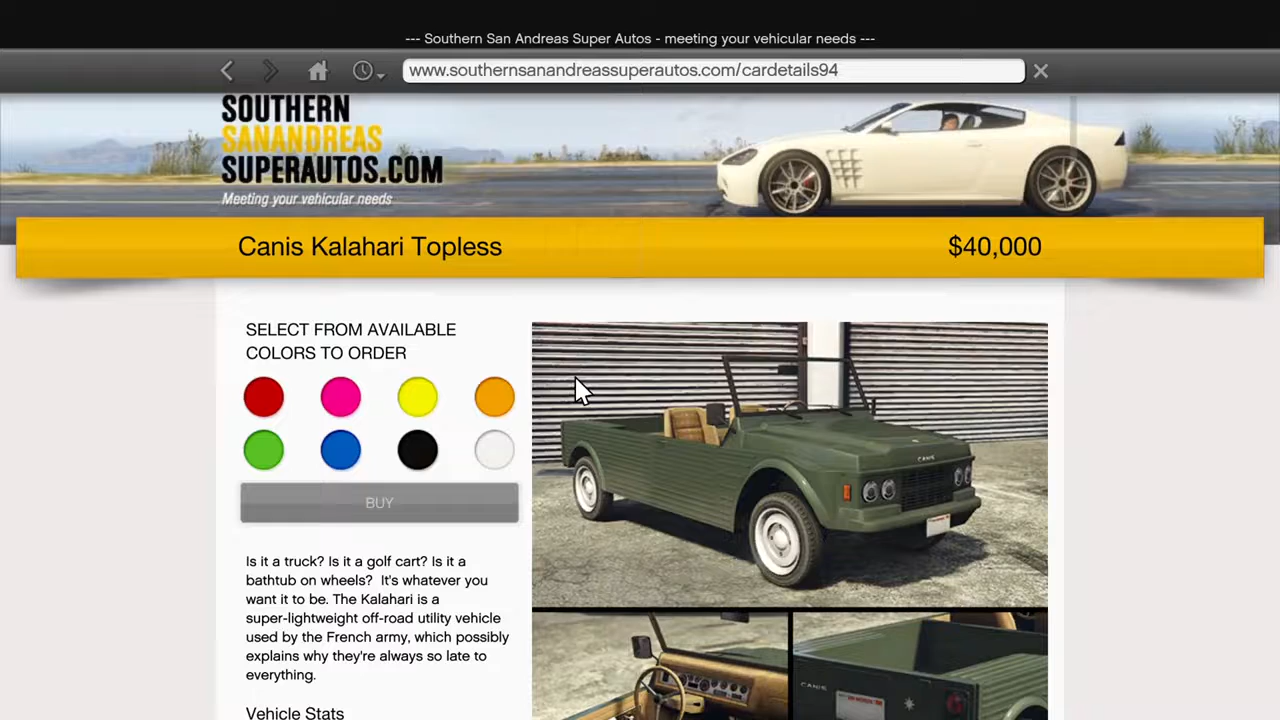 --- Southern San Andreas Super Autos - meeting your vehicular needs ---
www.southernsanandreassuperautos.com/cardetails94
SOUTHERN
SANANDREAS
SUPERAUTOS.COM
Meeting your vehicular needs
Canis Kalahari Topless
$40,000
SELECT FROM AVAILABLE
COLORS TO ORDER
BUY
Is it a truck? Is it a golf cart? Is it a
bathtub on wheels? It's whatever you
want it to be. The Kalahari is a
super-lightweight off-road utility vehicle
used by the French army, which possibly
explains why they're always so late to
everything.
Vehicle Stats
CANIS
CANIS